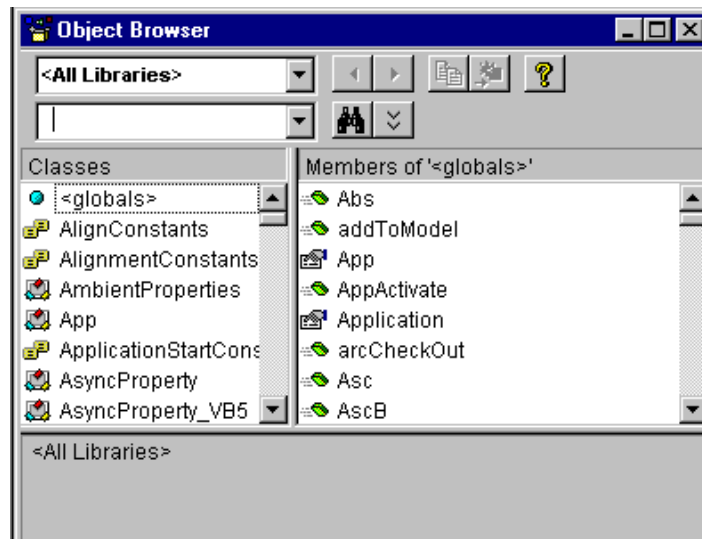 Object Browser
<All Libraries>
Classes
Members of '<globals>'
<globals>
AlignConstants
AlignmentConstants
AmbientProperties
App
ApplicationStartCons
AsyncProperty
AsyncProperty_VB5
Abs
addToModel
App
AppActivate
Application
arcCheckOut
Asc
AscB
<All Libraries>